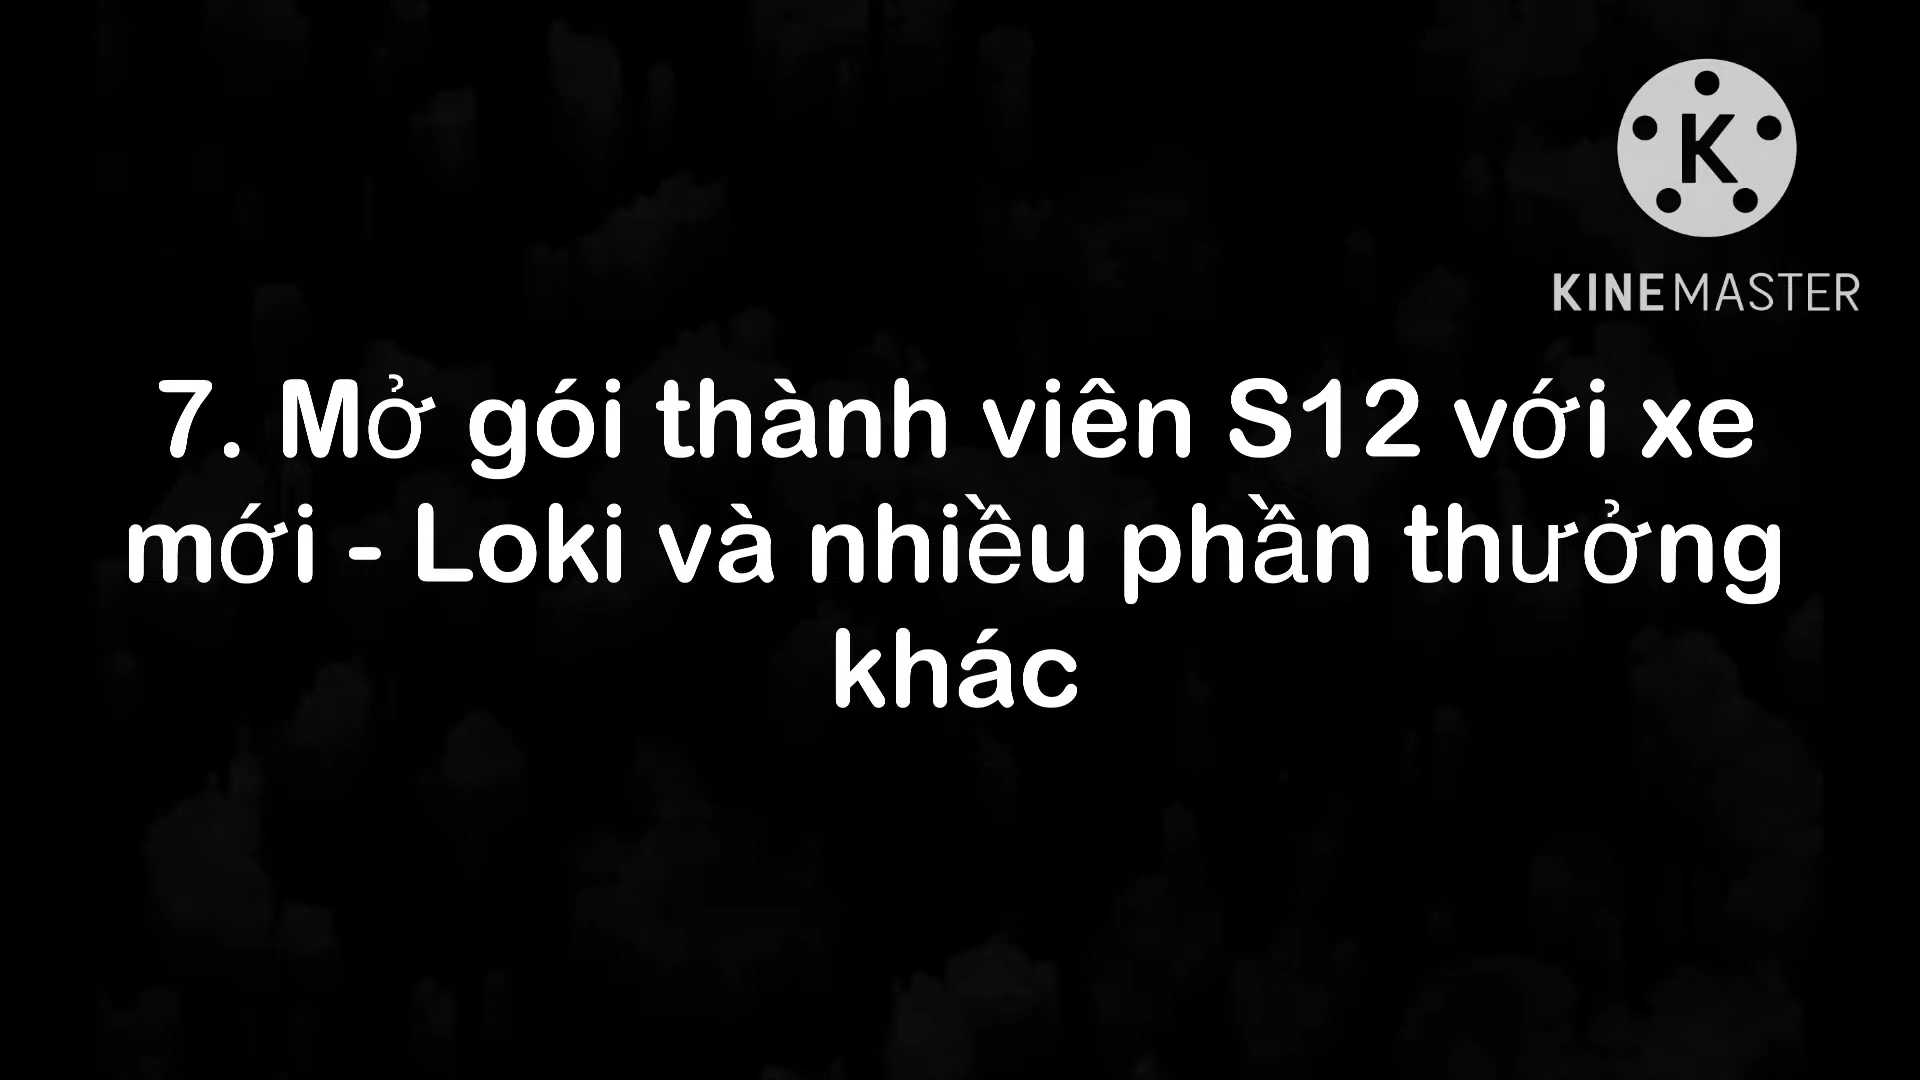 K
KINEMASTER
7. Mở gói thành viên S12 với xe
mới - Loki và nhiều phần thưởng
khác